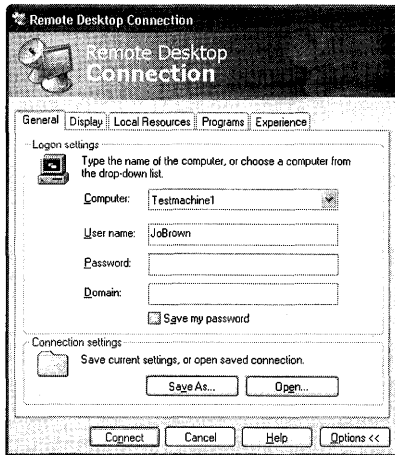 Remote Desktop Connection
Remote Desktop
Connection
General Display Local Resources Programs Experience
Logon settings
Type the name of the computer, or choose a computer from
the drop-down list.
Computer: Testmachine1
User name: JoBrown
Password:
Domain:
Save my password
Connection settings
Save current settings, or open saved connection.
Save As... Open...
Connect Cancel Help Options <<